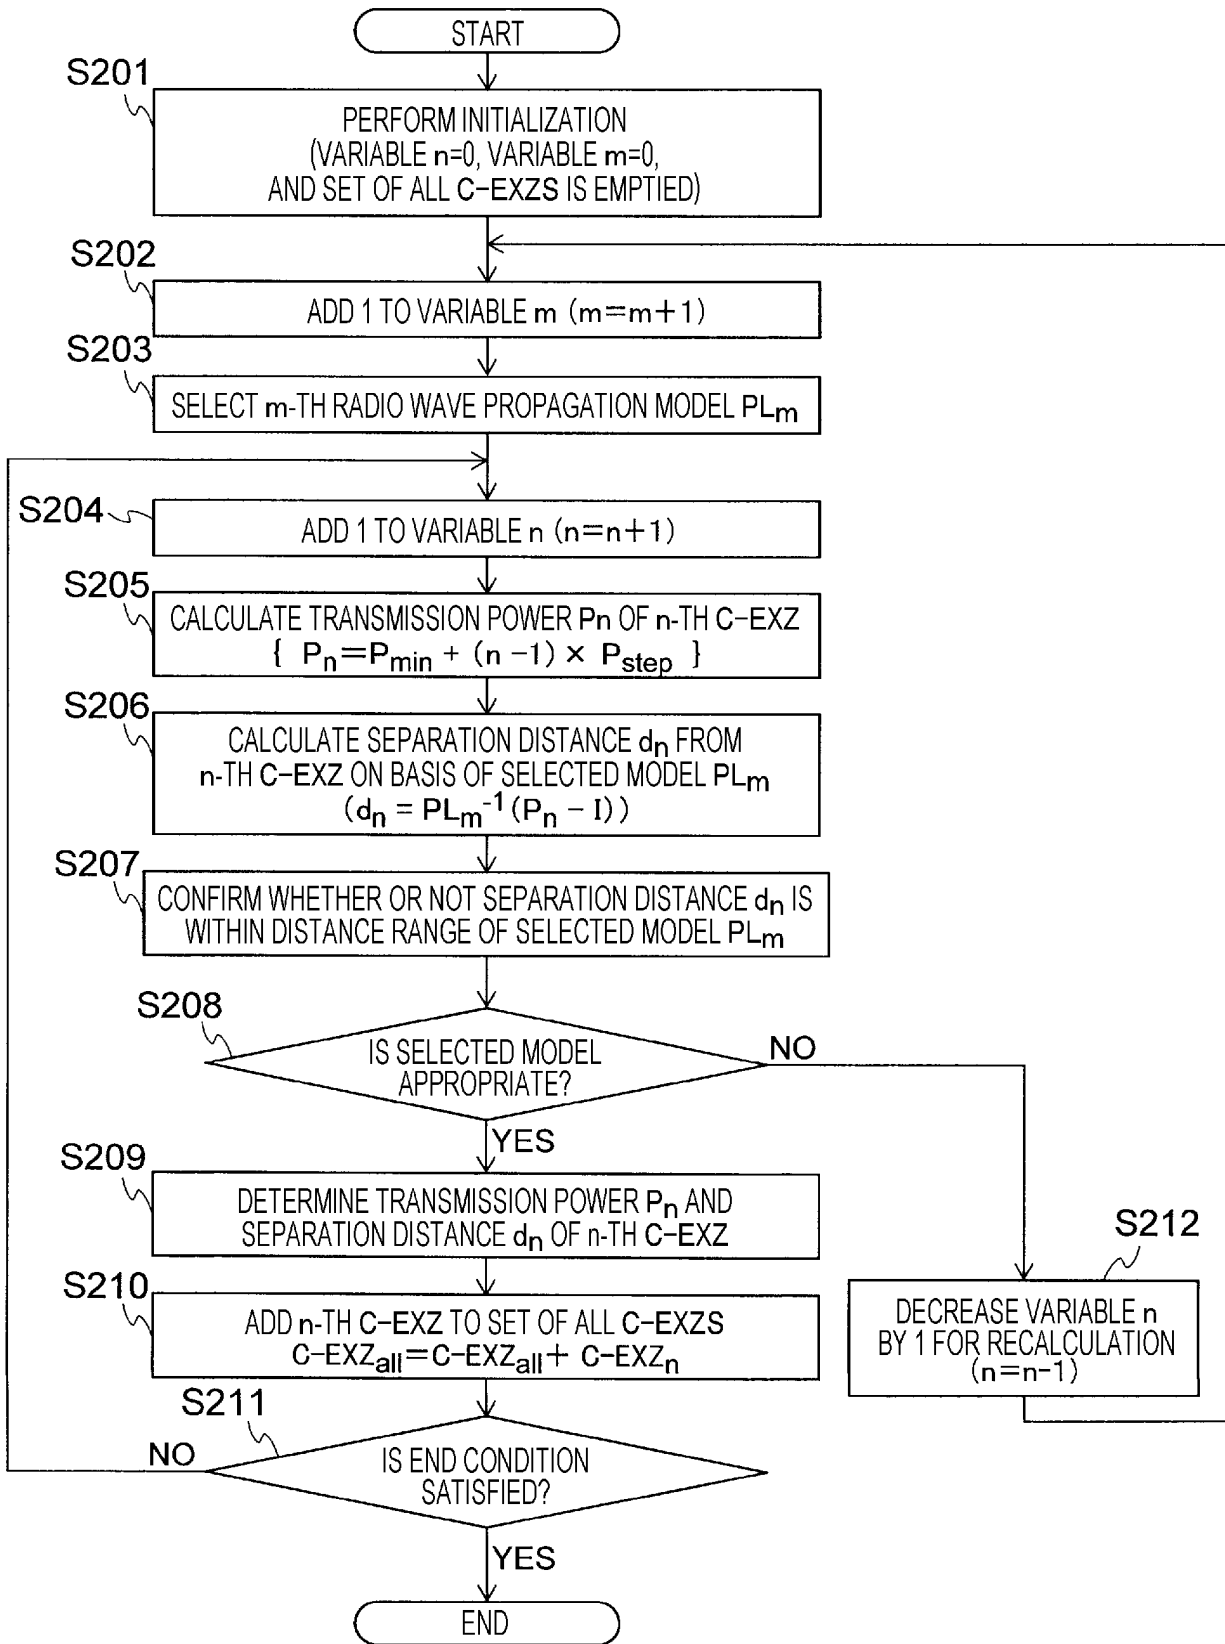 START
S201
PERFORM INITIALIZATION
(VARIABLE n=0, VARIABLE m=0,
AND SET OF ALL C-EXZS IS EMPTIED)
S202
ADD 1 TO VARIABLE m (m=m+1)
S203
SELECT m-TH RADIO WAVE PROPAGATION MODEL PLm
S204
ADD 1 TO VARIABLE n (n=n+1)
S205
CALCULATE TRANSMISSION POWER Pn OF n-TH C-EXZ
{ Pn=Pmin + (n -1) × Pstep }
S206
CALCULATE SEPARATION DISTANCE dn FROM
n-TH C-EXZ ON BASIS OF SELECTED MODEL PLm
(dn = PLm⁻¹ (Pn - I))
S207
CONFIRM WHETHER OR NOT SEPARATION DISTANCE dn IS
WITHIN DISTANCE RANGE OF SELECTED MODEL PLm
S208
IS SELECTED MODEL
APPROPRIATE?
NO
YES
S209
DETERMINE TRANSMISSION POWER Pn AND
SEPARATION DISTANCE dn OF n-TH C-EXZ
S210
ADD n-TH C-EXZ TO SET OF ALL C-EXZS
C-EXZall=C-EXZall+ C-EXZn
S212
DECREASE VARIABLE n
BY 1 FOR RECALCULATION
(n=n-1)
S211
NO
IS END CONDITION
SATISFIED?
YES
END